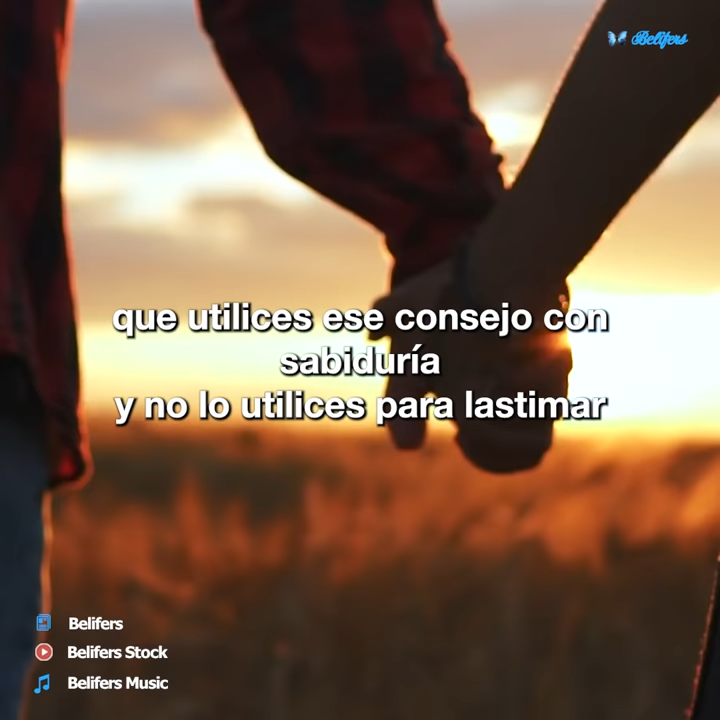 Belifers
que utilices ese consejo con
sabiduría
y no lo utilices para lastimar
Belifers
Belifers Stock
Belifers Music